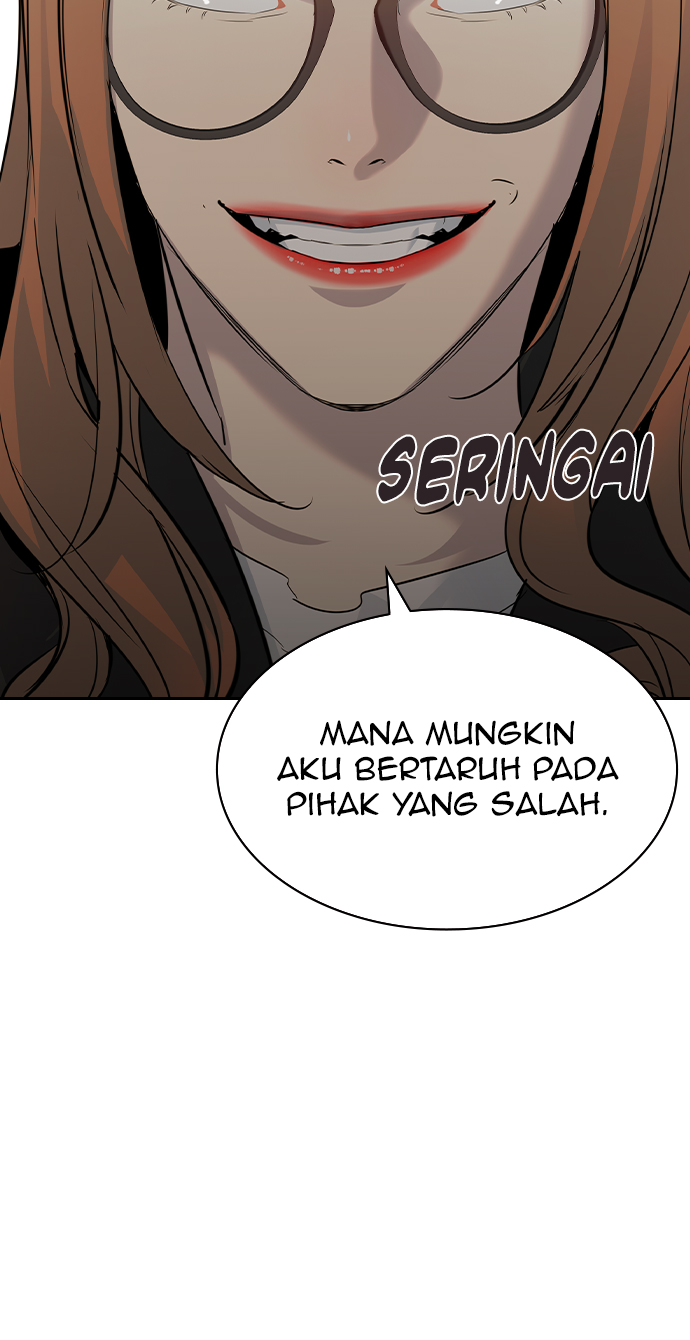 SERINGAI
MANA MUNGKIN
AKU BERTARUH PADA
PIHAK YANG SALAH.